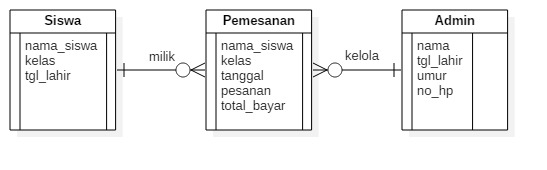 Siswa
nama_siswa
kelas
tgl_lahir
milik
Pemesanan
nama_siswa
kelas
tanggal
pesanan
total_bayar
kelola
Admin
nama
tgl_lahir
umur
no_hp